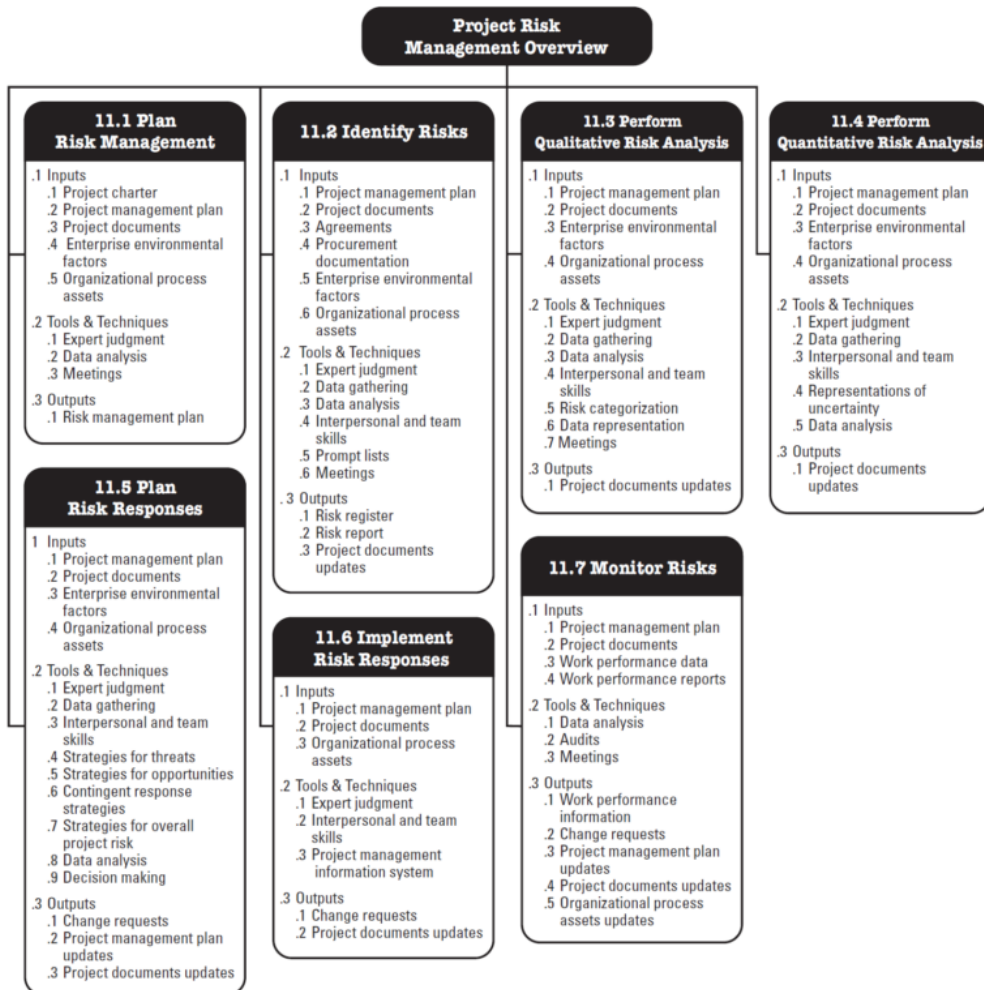 Project Risk
Management Overview
11.1 Plan
Risk Management
.1 Inputs
.1 Project charter
.2 Project management plan
.3 Project documents
.4 Enterprise environmental
factors
.5 Organizational process
assets
.2 Tools & Techniques
.1 Expert judgment
.2 Data analysis
.3 Meetings
.3 Outputs
.1 Risk management plan
11.2 Identify Risks
.1 Inputs
.1 Project management plan
.2 Project documents
.3 Agreements
.4 Procurement
documentation
.5 Enterprise environmental
factors
.6 Organizational process
assets
.2 Tools & Techniques
.1 Expert judgment
.2 Data gathering
.3 Data analysis
.4 Interpersonal and team
skills
.5 Prompt lists
.6 Meetings
. 3 Outputs
.1 Risk register
.2 Risk report
.3 Project documents
updates
11.3 Perform
Qualitative Risk Analysis
.1 Inputs
.1 Project management plan
.2 Project documents
.3 Enterprise environmental
factors
.4 Organizational process
assets
.2 Tools & Techniques
.1 Expert judgment
.2 Data gathering
.3 Data analysis
.4 Interpersonal and team
skills
.5 Risk categorization
.6 Data representation
.7 Meetings
.3 Outputs
.1 Project documents updates
11.4 Perform
Quantitative Risk Analysis
.1 Inputs
.1 Project management plan
.2 Project documents
.3 Enterprise environmental
factors
.4 Organizational process
assets
.2 Tools & Techniques
.1 Expert judgment
.2 Data gathering
.3 Interpersonal and team
skills
.4 Representations of
uncertainty
.5 Data analysis
.3 Outputs
.1 Project documents
updates
11.5 Plan
Risk Responses
1 Inputs
.1 Project management plan
.2 Project documents
.3 Enterprise environmental
factors
.4 Organizational process
assets
.2 Tools & Techniques
.1 Expert judgment
.2 Data gathering
.3 Interpersonal and team
skills
.4 Strategies for threats
.5 Strategies for opportunities
.6 Contingent response
strategies
.7 Strategies for overall
project risk
.8 Data analysis
.9 Decision making
.3 Outputs
.1 Change requests
.2 Project management plan
updates
.3 Project documents updates
11.6 Implement
Risk Responses
.1 Inputs
.1 Project management plan
.2 Project documents
.3 Organizational process
assets
.2 Tools & Techniques
.1 Expert judgment
.2 Interpersonal and team
skills
.3 Project management
information system
.3 Outputs
.1 Change requests
.2 Project documents updates
11.7 Monitor Risks
.1 Inputs
.1 Project management plan
.2 Project documents
.3 Work performance data
.4 Work performance reports
.2 Tools & Techniques
.1 Data analysis
.2 Audits
.3 Meetings
.3 Outputs
.1 Work performance
information
.2 Change requests
.3 Project management plan
updates
.4 Project documents updates
.5 Organizational process
assets updates